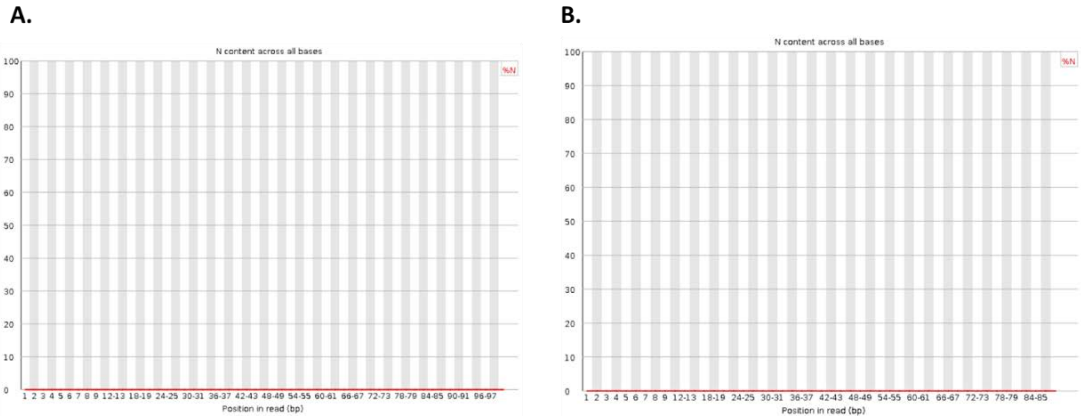 A.
N content across all bases
%N
100
90
80
70
60
50
40
30
20
10
0
1 2 3 4 5 6 7 8 9 12-13 18-19 24-25 30-31 36-37 42-43 48-49 54-55 60-61 66-67 72-73 78-79 84-85 90-91 96-97
Position in read (bp)
B.
N content across all bases
%N
100
90
80
70
60
50
40
30
20
10
0
1 2 3 4 5 6 7 8 9 12-13 18-19 24-25 30-31 36-37 42-43 48-49 54-55 60-61 66-67 72-73 78-79 84-85
Position in read (bp)